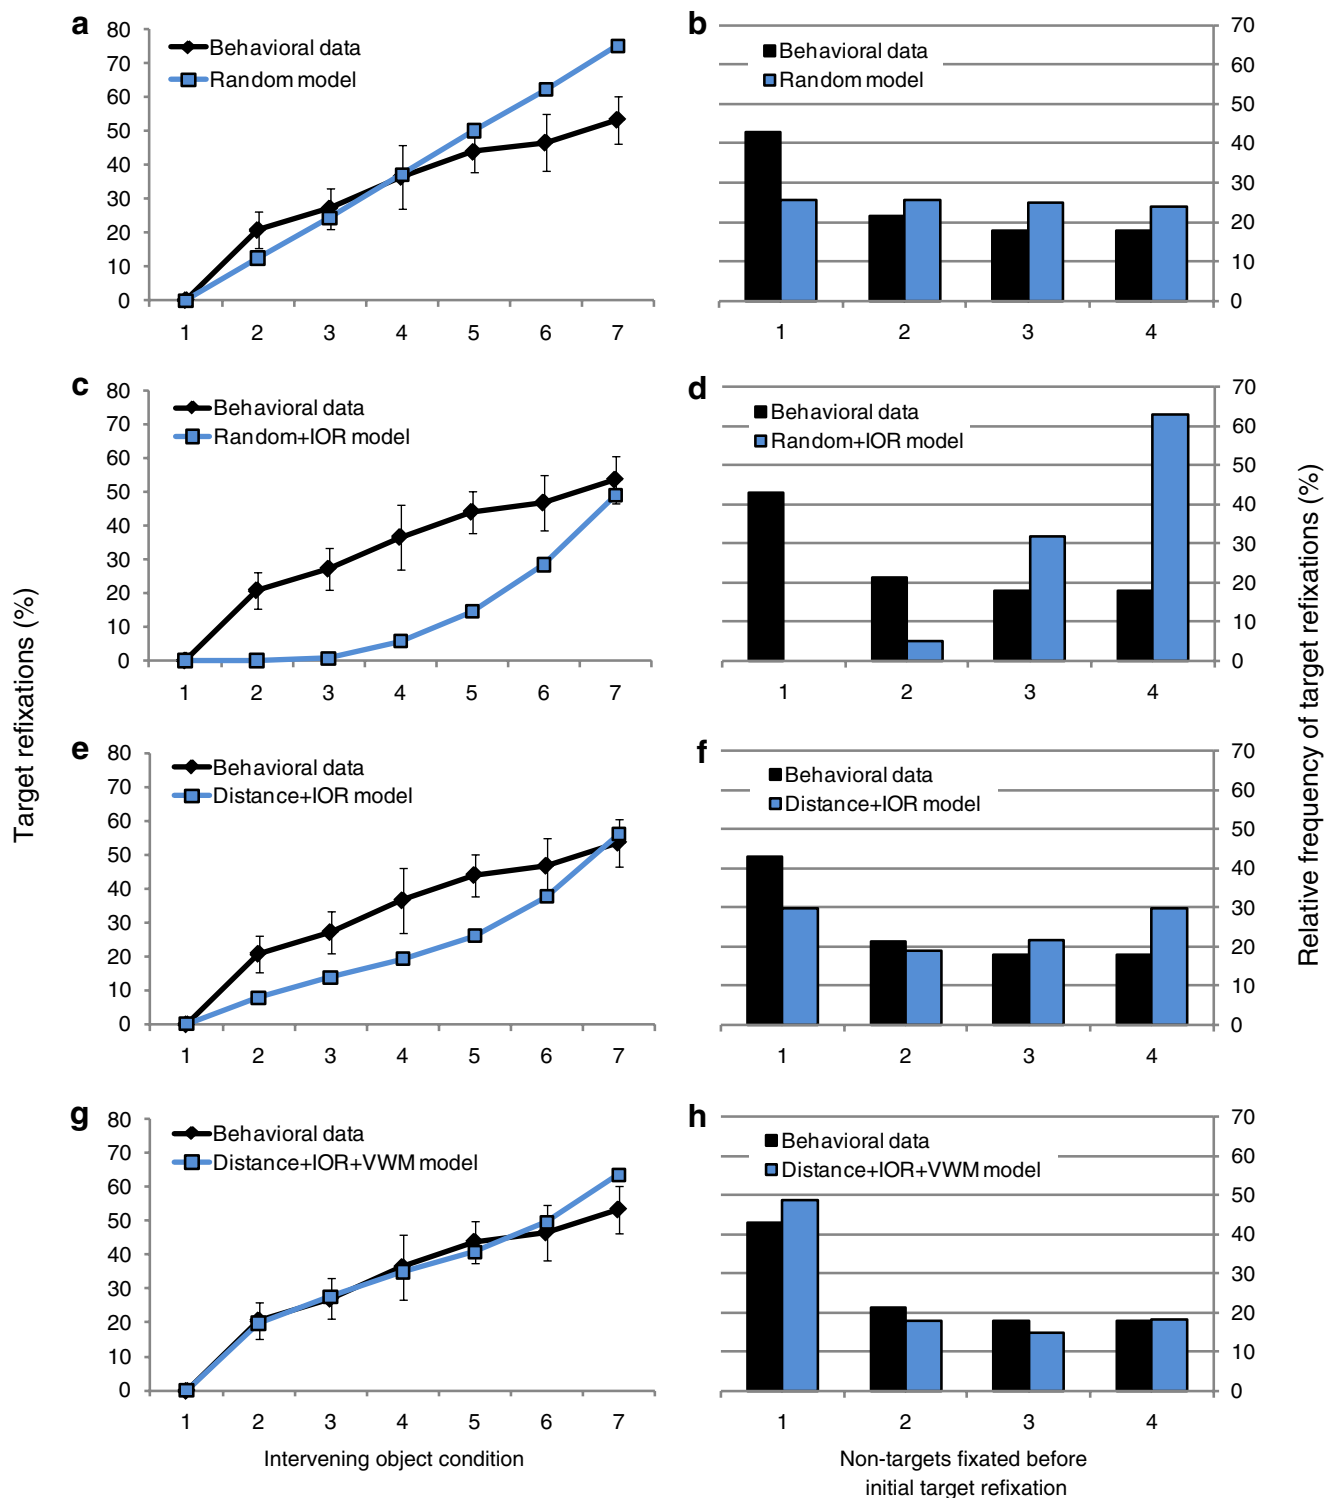 a
80
70
60
50
40
30
20
10
0
Behavioral data
Random model
1 2 3 4 5 6 7
b
Behavioral data
Random model
70
60
50
40
30
20
10
0
1 2 3 4
c
80
70
60
50
40
30
20
10
0
Behavioral data
Random+IOR model
1 2 3 4 5 6 7
d
Behavioral data
Random+IOR model
70
60
50
40
30
20
10
0
1 2 3 4
Target refixations (%)
Relative frequency of target refixations (%)
e
80
70
60
50
40
30
20
10
0
Behavioral data
Distance+IOR model
1 2 3 4 5 6 7
f
Behavioral data
Distance+IOR model
70
60
50
40
30
20
10
0
1 2 3 4
g
80
70
60
50
40
30
20
10
0
Behavioral data
Distance+IOR+VWM model
1 2 3 4 5 6 7
Intervening object condition
h
Behavioral data
Distance+IOR+VWM model
70
60
50
40
30
20
10
0
1 2 3 4
Non-targets fixated before
initial target refixation